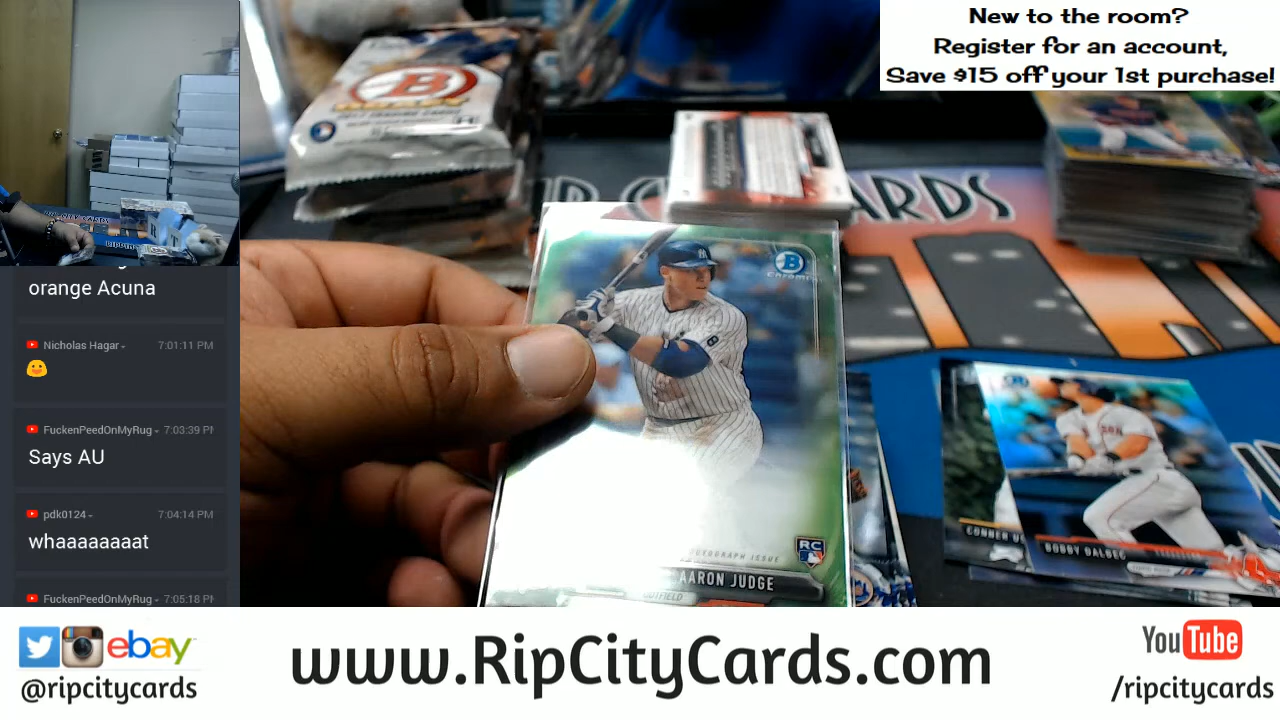 New to the room?
Register for an account,
Save $15 off your 1st purchase!
orange Acuna
Nicholas Hagar
7:01:11 PM
FuckenPeedOnMyRug
7:03:39 PM
Says AU
pdk0124
7:04:14 PM
whaaaaaaaat
FuckenPeedOnMyRug
7:05:18 PM
B
CARDS
B
CHROME
RC
AUTOGRAPH ISSUE
AARON JUDGE
OUTFIELD
CONNER
BOBBY DALBEC
ebay
@ripcitycards
www.RipCityCards.com
YouTube
/ripcitycards